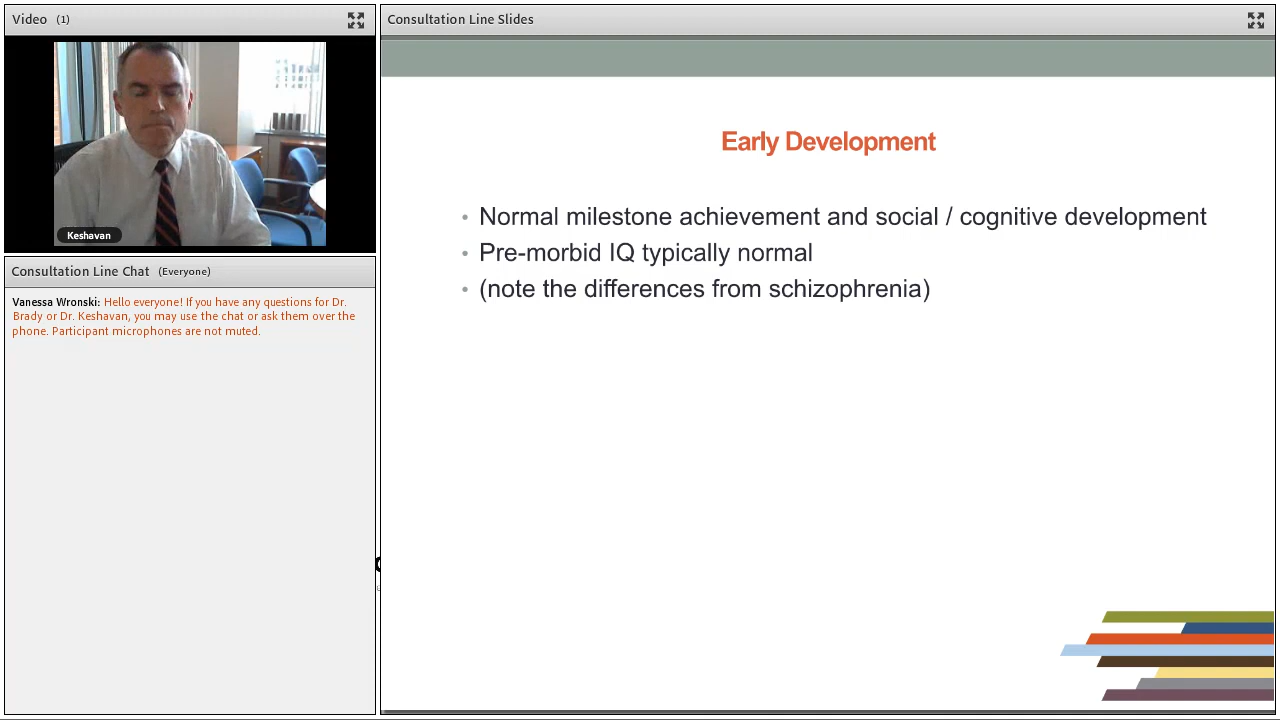 Video (1)
Keshavan
Consultation Line Chat (Everyone)
Vanessa Wronski: Hello everyone! If you have any questions for Dr.
Brady or Dr. Keshavan, you may use the chat or ask them over the
phone. Participant microphones are not muted.
Consultation Line Slides
Early Development
• Normal milestone achievement and social / cognitive development
• Pre-morbid IQ typically normal
• (note the differences from schizophrenia)